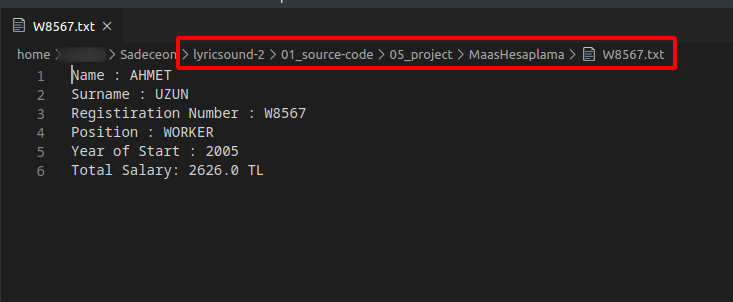 W8567.txt
home > Sadeceon > lyricsound-2 > 01_source-code > 05_project > MaasHesaplama > W8567.txt
1 Name : AHMET
2 Surname : UZUN
3 Registiration Number : W8567
4 Position : WORKER
5 Year of Start : 2005
6 Total Salary: 2626.0 TL